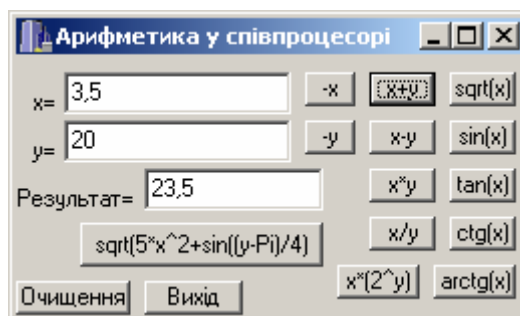 Арифметика у співпроцесорі
x= 3,5 -x x+y sqrt(x)
y= 20 -y x-y sin(x)
Результат= 23,5 x*y tan(x)
sqrt(5*x^2+sin((y-Pi)/4) x/y ctg(x)
Очищення Вихід x*(2^y) arctg(x)